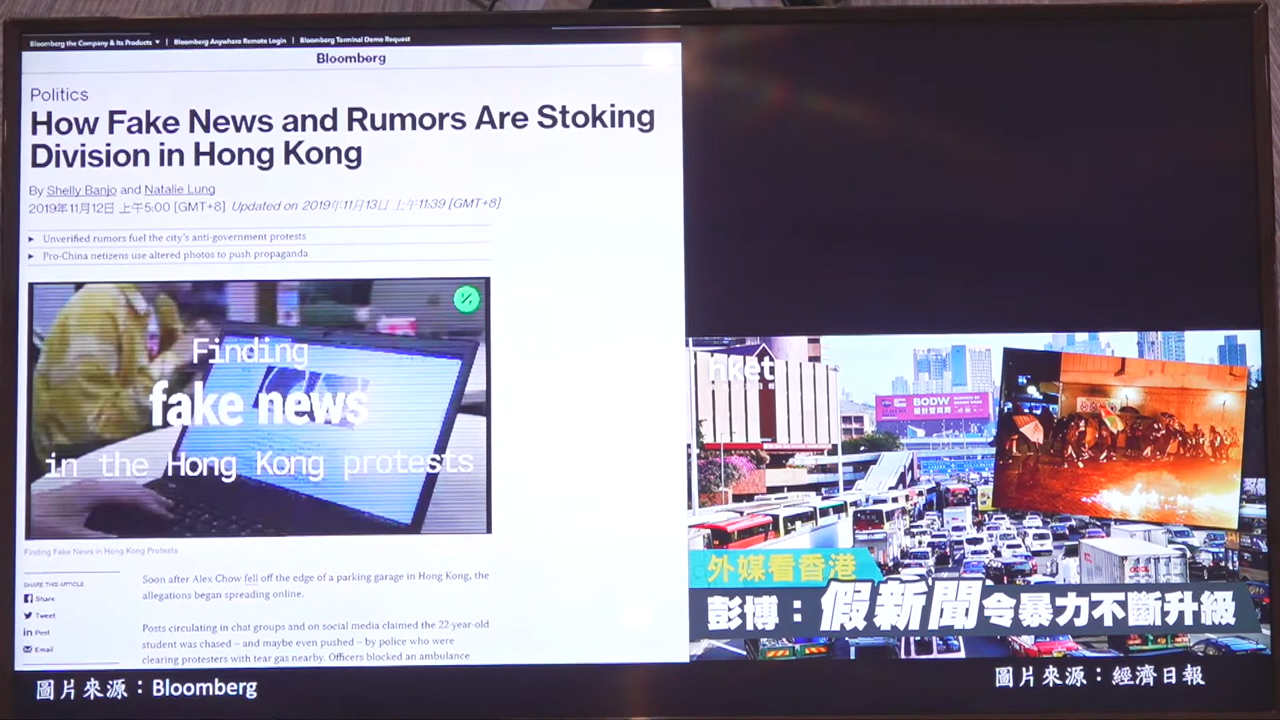 Bloomberg the Company & Its Products ▼ | Bloomberg Anywhere Remote Login | Bloomberg Terminal Demo Request
Bloomberg
Politics
How Fake News and Rumors Are Stoking
Division in Hong Kong
By Shelly Banjo and Natalie Lung
2019年11月12日 上午5:00 [GMT+8] Updated on 2019年11月13日 上午11:39 [GMT+8]
► Unverified rumors fuel the city's anti-government protests
► Pro-China netizens use altered photos to push propaganda
Finding
fake news
in the Hong Kong protests
Finding Fake News in Hong Kong Protests
SHARE THIS ARTICLE
Share
Tweet
Post
Email
Soon after Alex Chow fell off the edge of a parking garage in Hong Kong, the
allegations began spreading online.
Posts circulating in chat groups and on social media claimed the 22-year-old
student was chased – and maybe even pushed – by police who were
clearing protesters with tear gas nearby. Officers blocked an ambulance
圖片來源：Bloomberg
hket
BODW
外媒看香港
彭博：假新聞令暴力不斷升級
圖片來源：經濟日報